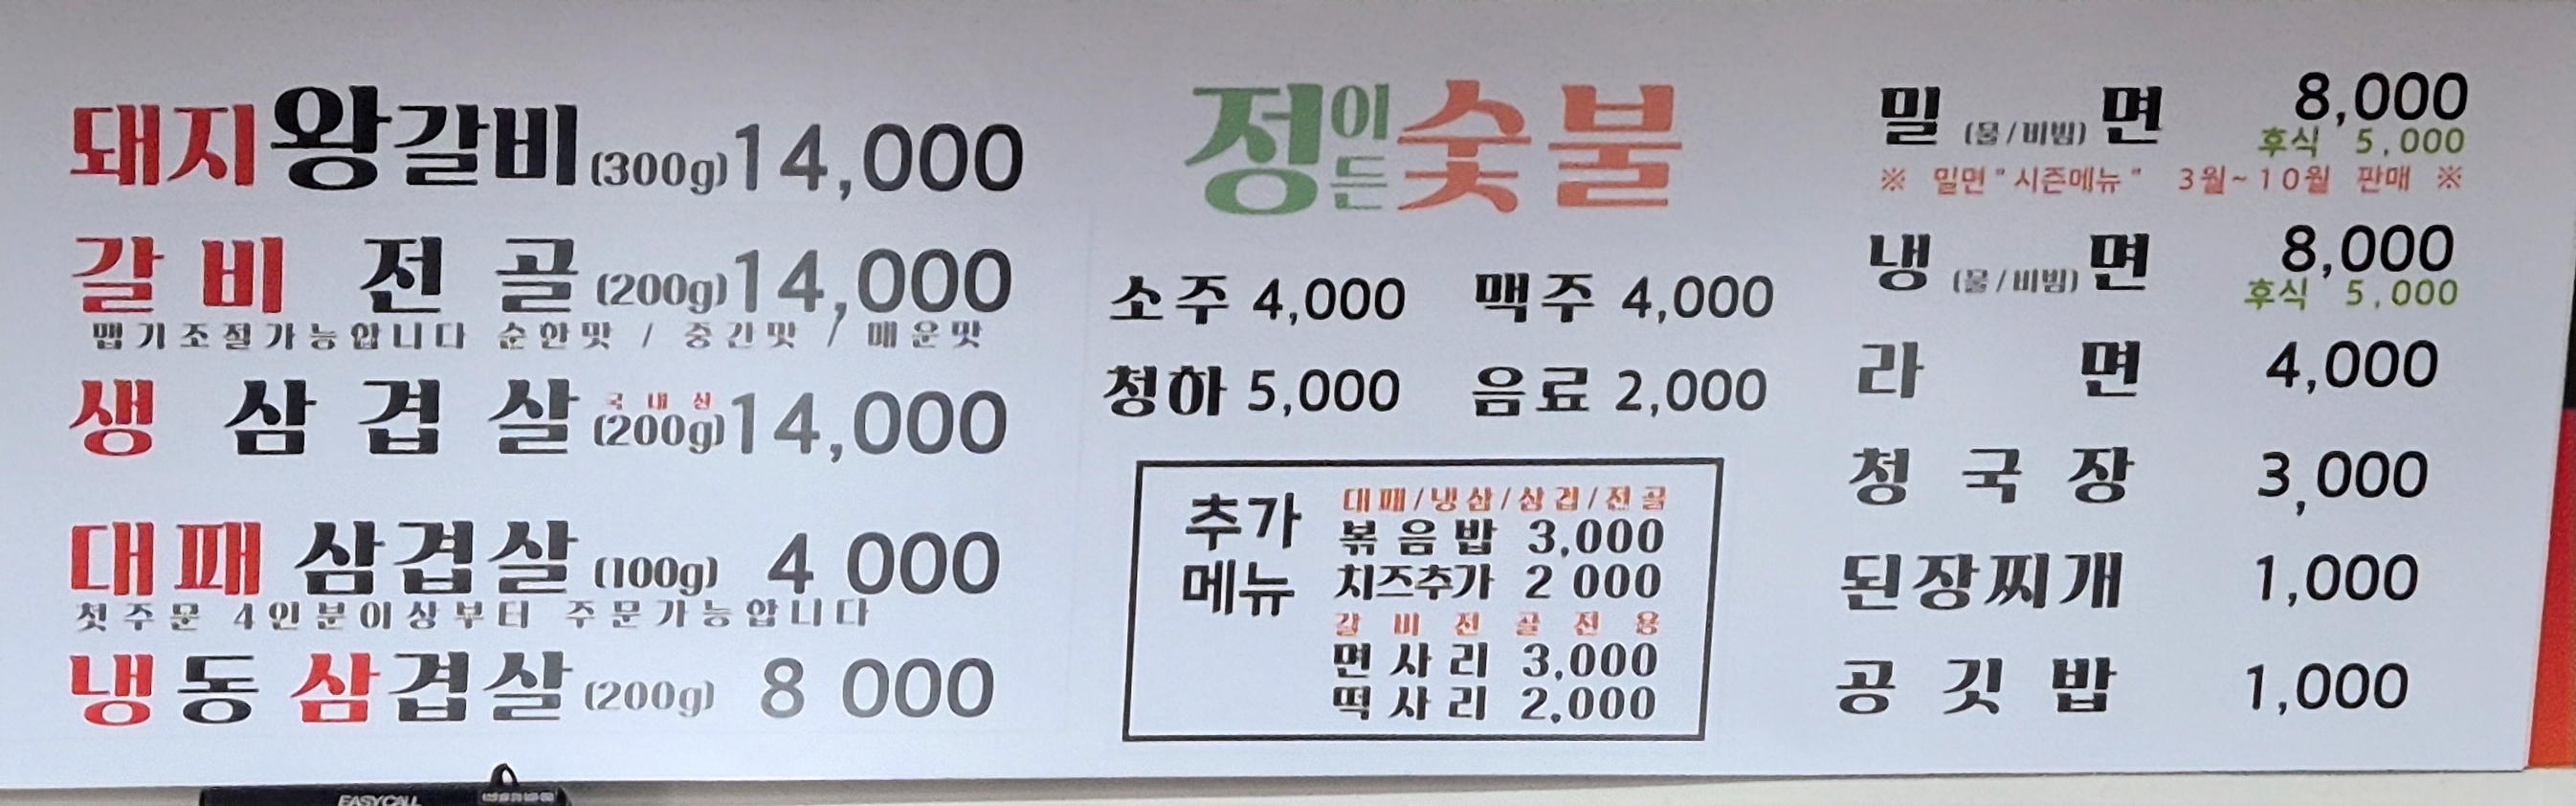 돼지왕갈비(300g)14,000
갈비전골(200g)14,000
맵기조절가능합니다 순한맛 / 중간맛 / 매운맛
생삼겹살 국내산 (200g)14,000
대패삼겹살(100g) 4 000
첫주문 4인분이상부터 주문가능합니다
냉동삼겹살(200g) 8 000
정이든숯불
소주 4,000 맥주 4,000
청하 5,000 음료 2,000
추가
메뉴
대패/냉삼/삼겹/전골
볶음밥 3,000
치즈추가 2 000
갈비전골전용
면사리 3,000
떡사리 2,000
밀(물/비빔)면 8,000
후식 5,000
※ 밀면"시즌메뉴" 3월~10월 판매 ※
냉(물/비빔)면 8,000
후식 5,000
라면 4,000
청국장 3,000
된장찌개 1,000
공깃밥 1,000
EASYCALL